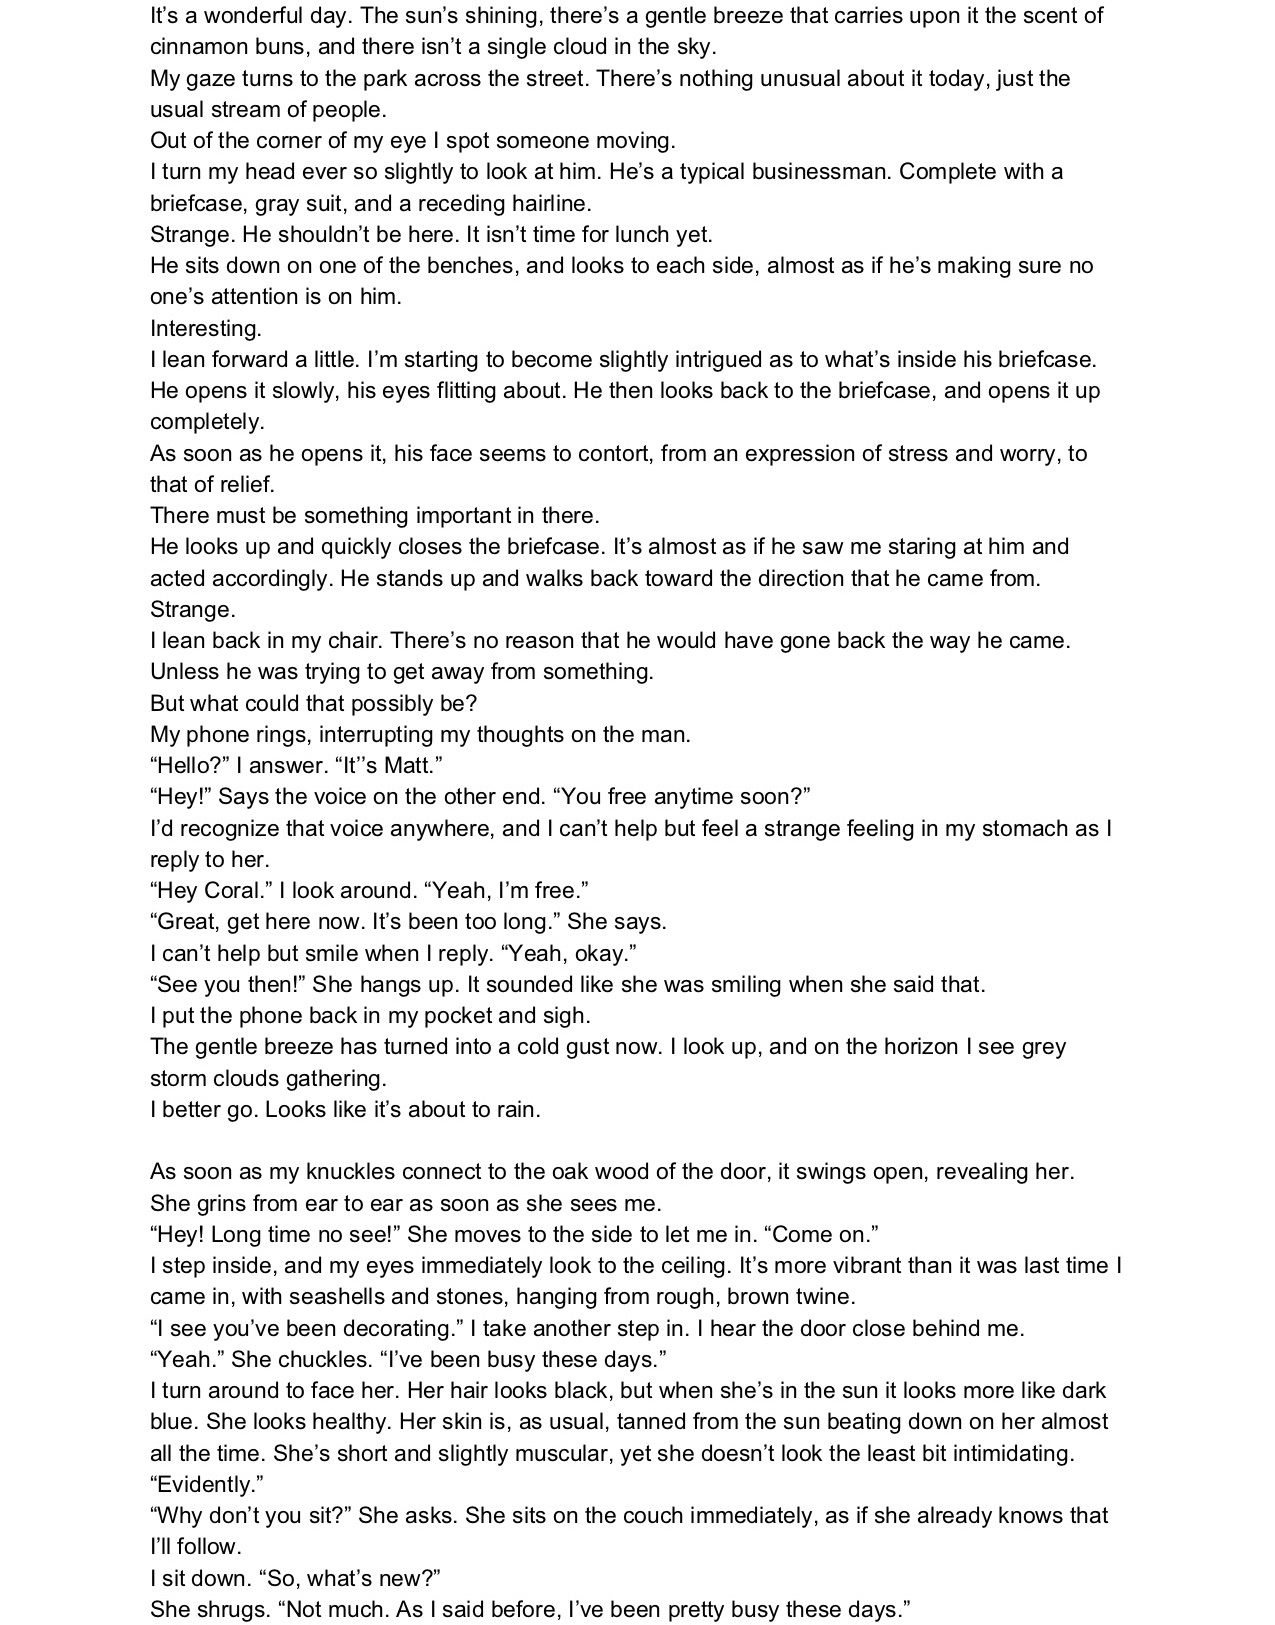 It’s a wonderful day. The sun’s shining, there’s a gentle breeze that carries upon it the scent of
cinnamon buns, and there isn’t a single cloud in the sky.
My gaze turns to the park across the street. There’s nothing unusual about it today, just the
usual stream of people.
Out of the corner of my eye I spot someone moving.
I turn my head ever so slightly to look at him. He’s a typical businessman. Complete with a
briefcase, gray suit, and a receding hairline.
Strange. He shouldn’t be here. It isn’t time for lunch yet.
He sits down on one of the benches, and looks to each side, almost as if he’s making sure no
one’s attention is on him.
Interesting.
I lean forward a little. I’m starting to become slightly intrigued as to what’s inside his briefcase.
He opens it slowly, his eyes flitting about. He then looks back to the briefcase, and opens it up
completely.
As soon as he opens it, his face seems to contort, from an expression of stress and worry, to
that of relief.
There must be something important in there.
He looks up and quickly closes the briefcase. It’s almost as if he saw me staring at him and
acted accordingly. He stands up and walks back toward the direction that he came from.
Strange.
I lean back in my chair. There’s no reason that he would have gone back the way he came.
Unless he was trying to get away from something.
But what could that possibly be?
My phone rings, interrupting my thoughts on the man.
“Hello?” I answer. “It’’s Matt.”
“Hey!” Says the voice on the other end. “You free anytime soon?”
I’d recognize that voice anywhere, and I can’t help but feel a strange feeling in my stomach as I
reply to her.
“Hey Coral.” I look around. “Yeah, I’m free.”
“Great, get here now. It’s been too long.” She says.
I can’t help but smile when I reply. “Yeah, okay.”
“See you then!” She hangs up. It sounded like she was smiling when she said that.
I put the phone back in my pocket and sigh.
The gentle breeze has turned into a cold gust now. I look up, and on the horizon I see grey
storm clouds gathering.
I better go. Looks like it’s about to rain.
As soon as my knuckles connect to the oak wood of the door, it swings open, revealing her.
She grins from ear to ear as soon as she sees me.
“Hey! Long time no see!” She moves to the side to let me in. “Come on.”
I step inside, and my eyes immediately look to the ceiling. It’s more vibrant than it was last time I
came in, with seashells and stones, hanging from rough, brown twine.
“I see you’ve been decorating.” I take another step in. I hear the door close behind me.
“Yeah.” She chuckles. “I’ve been busy these days.”
I turn around to face her. Her hair looks black, but when she’s in the sun it looks more like dark
blue. She looks healthy. Her skin is, as usual, tanned from the sun beating down on her almost
all the time. She’s short and slightly muscular, yet she doesn’t look the least bit intimidating.
“Evidently.”
“Why don’t you sit?” She asks. She sits on the couch immediately, as if she already knows that
I’ll follow.
I sit down. “So, what’s new?”
She shrugs. “Not much. As I said before, I’ve been pretty busy these days.”